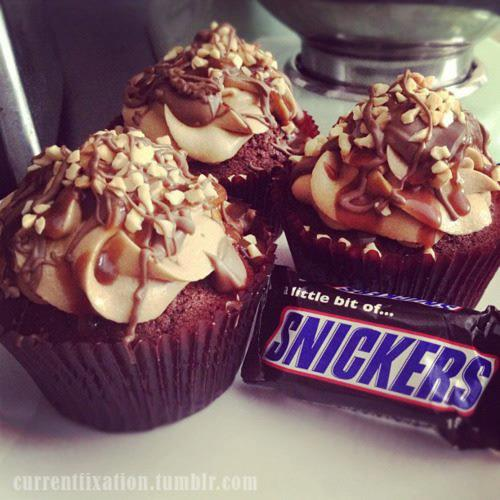 a little bit of...
SNICKERS
currentfixation.tumblr.com